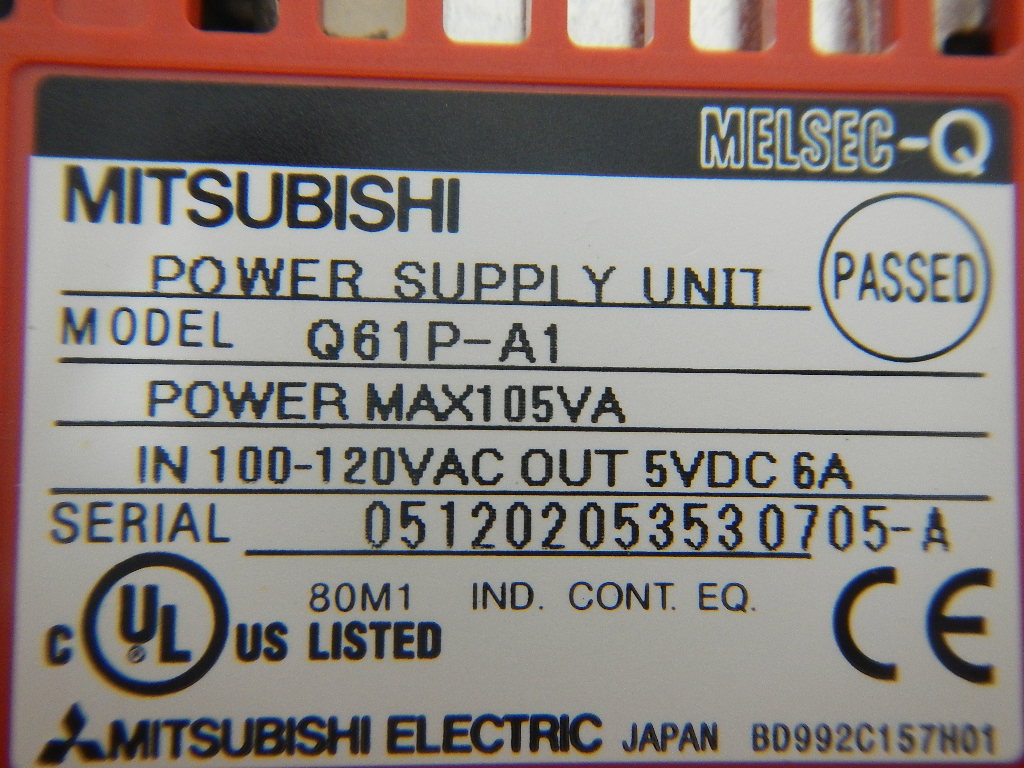 MELSEC-Q
MITSUBISHI
POWER SUPPLY UNIT
PASSED
MODEL Q61P-A1
POWER MAX105VA
IN 100-120VAC OUT 5VDC 6A
SERIAL 051202053530705-A
C UL ® US LISTED
80M1 IND. CONT. EQ.
CE
MITSUBISHI ELECTRIC JAPAN BD992C157H01